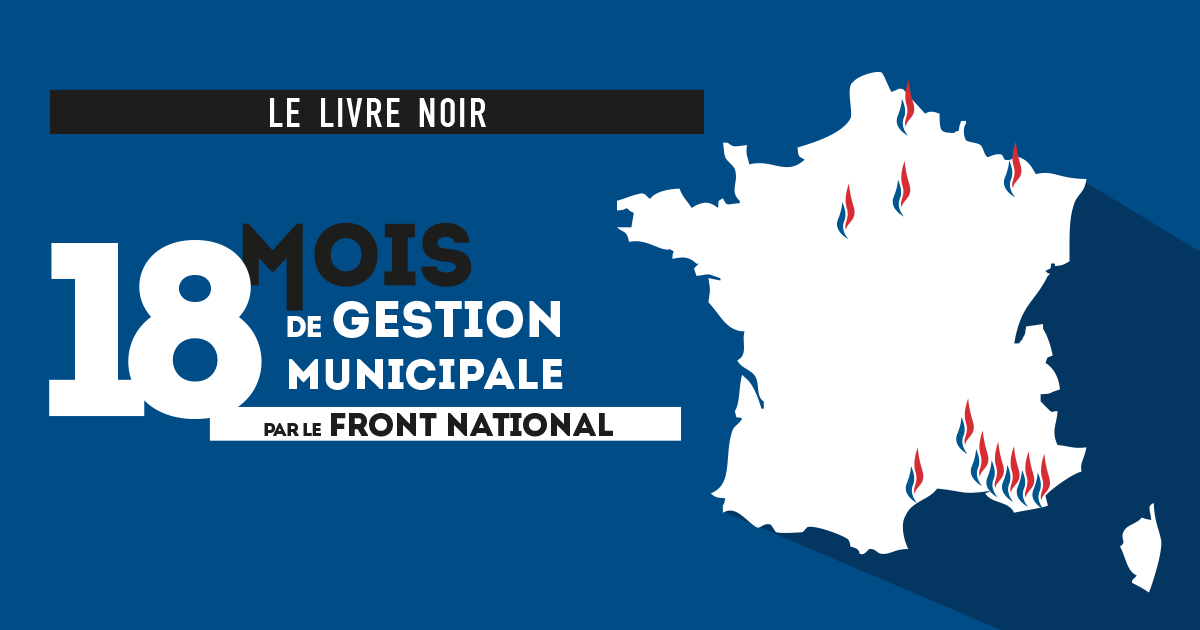 LE LIVRE NOIR
18 MOIS
DE GESTION
MUNICIPALE
PAR LE FRONT NATIONAL